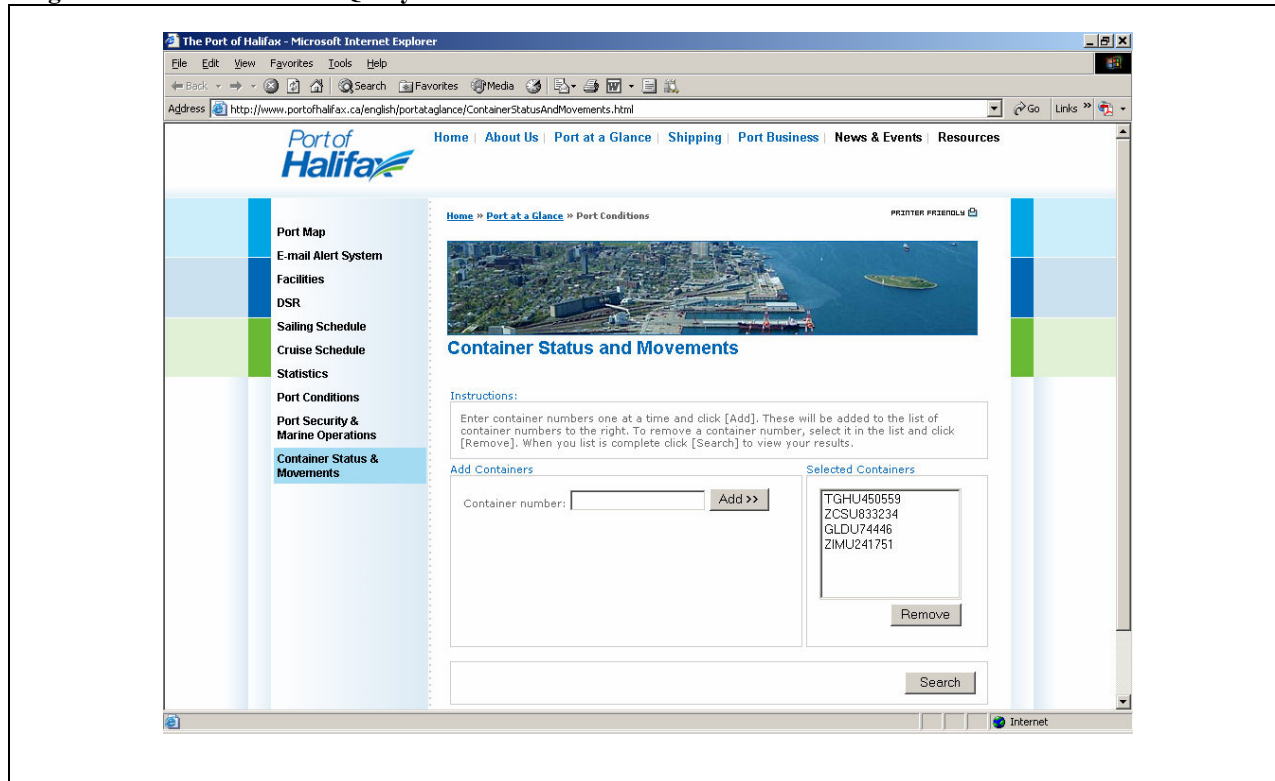 The Port of Halifax - Microsoft Internet Explorer
File Edit View Favorites Tools Help
Back Search Favorites Media
Address http://www.portofhalifax.ca/english/portataglance/ContainerStatusAndMovements.html Go Links »
Port of
Halifax
Home | About Us | Port at a Glance | Shipping | Port Business | News & Events | Resources
Home » Port at a Glance » Port Conditions
PRINTER FRIENDLY
Port Map
E-mail Alert System
Facilities
DSR
Sailing Schedule
Cruise Schedule
Statistics
Port Conditions
Port Security &
Marine Operations
Container Status &
Movements
Container Status and Movements
Instructions:
Enter container numbers one at a time and click [Add]. These will be added to the list of
container numbers to the right. To remove a container number, select it in the list and click
[Remove]. When you list is complete click [Search] to view your results.
Add Containers
Container number: Add >>
Selected Containers
TGHU450559
ZCSU833234
GLDU74446
ZIMU241751
Remove
Search
Internet